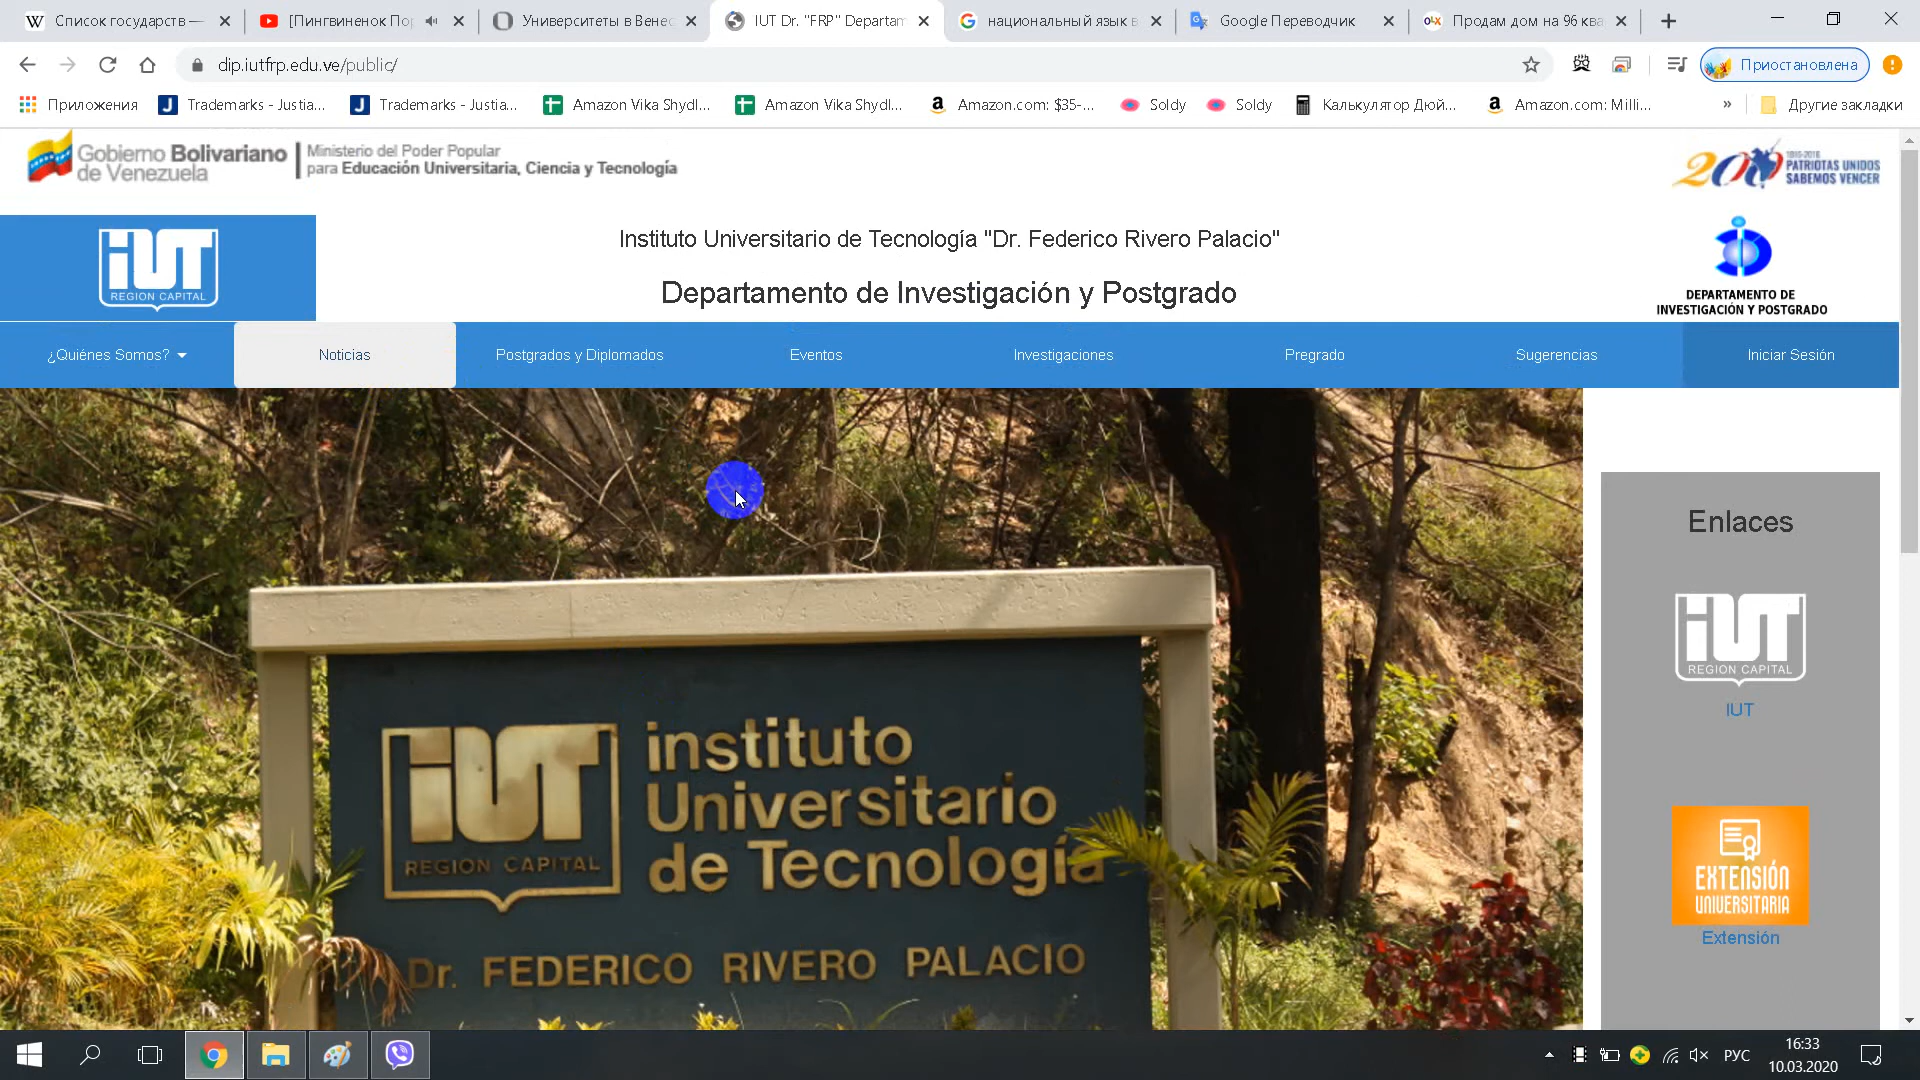 Список государств —
[Пингвиненок Пор
Университеты в Венес
IUT Dr. "FRP" Departam
национальный язык в
Google Переводчик
Продам дом на 96 ква
dip.iutfrp.edu.ve/public/
Приостановлена
Приложения
Trademarks - Justia...
Trademarks - Justia...
Amazon Vika Shydl...
Amazon Vika Shydl...
Amazon.com: $35-...
Soldy
Soldy
Калькулятор Дюй...
Amazon.com: Milli...
»
Другие закладки
Gobierno Bolivariano
de Venezuela
Ministerio del Poder Popular
para Educación Universitaria, Ciencia y Tecnología
200
PATRIOTAS UNIDOS
SABEMOS VENCER
iUT
REGION CAPITAL
Instituto Universitario de Tecnología "Dr. Federico Rivero Palacio"
Departamento de Investigación y Postgrado
DEPARTAMENTO DE
INVESTIGACIÓN Y POSTGRADO
¿Quiénes Somos?
Noticias
Postgrados y Diplomados
Eventos
Investigaciones
Pregrado
Sugerencias
Iniciar Sesión
iUT
REGION CAPITAL
instituto
Universitario
de Tecnología
Dr. FEDERICO RIVERO PALACIO
Enlaces
iUT
REGION CAPITAL
IUT
EXTENSIÓN
UNIVERSITARIA
Extensión
РУС
16:33
10.03.2020